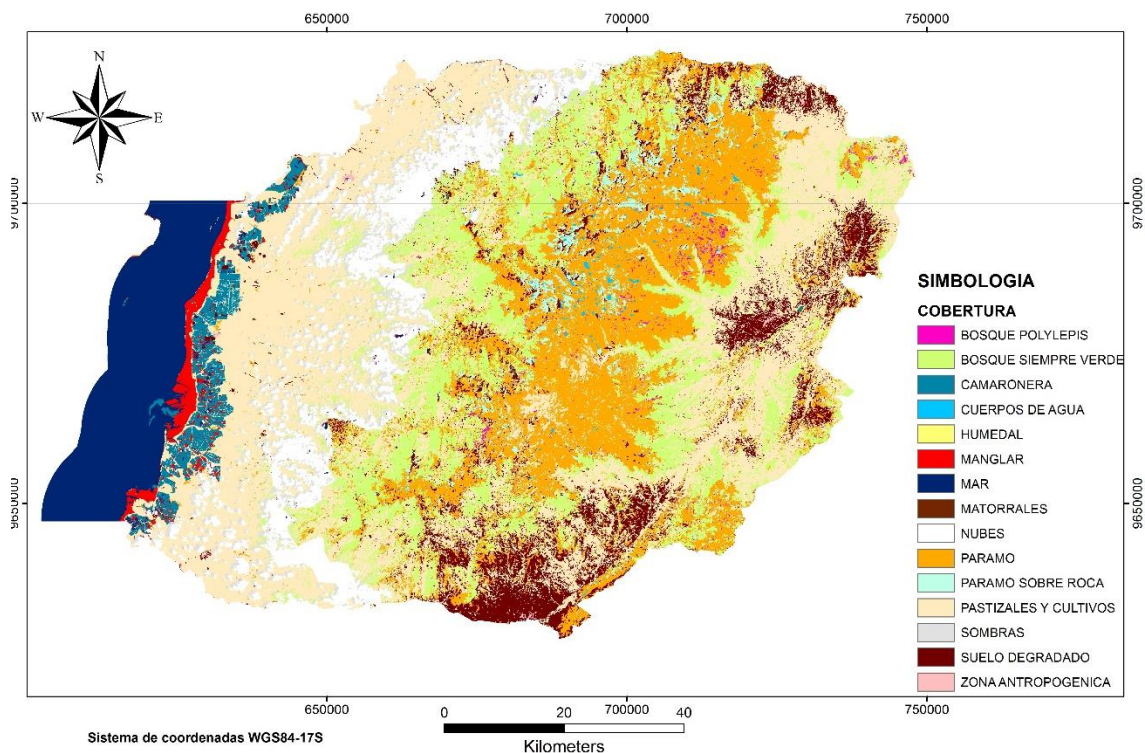 650000 700000 750000
N
W E
S
9700000 9700000
9650000 9650000
SIMBOLOGIA
COBERTURA
BOSQUE POLYLEPIS
BOSQUE SIEMPRE VERDE
CAMARONERA
CUERPOS DE AGUA
HUMEDAL
MANGLAR
MAR
MATORRALES
NUBES
PARAMO
PARAMO SOBRE ROCA
PASTIZALES Y CULTIVOS
SOMBRAS
SUELO DEGRADADO
ZONA ANTROPOGENICA
650000 700000 750000
0 20 40
Kilometers
Sistema de coordenadas WGS84-17S